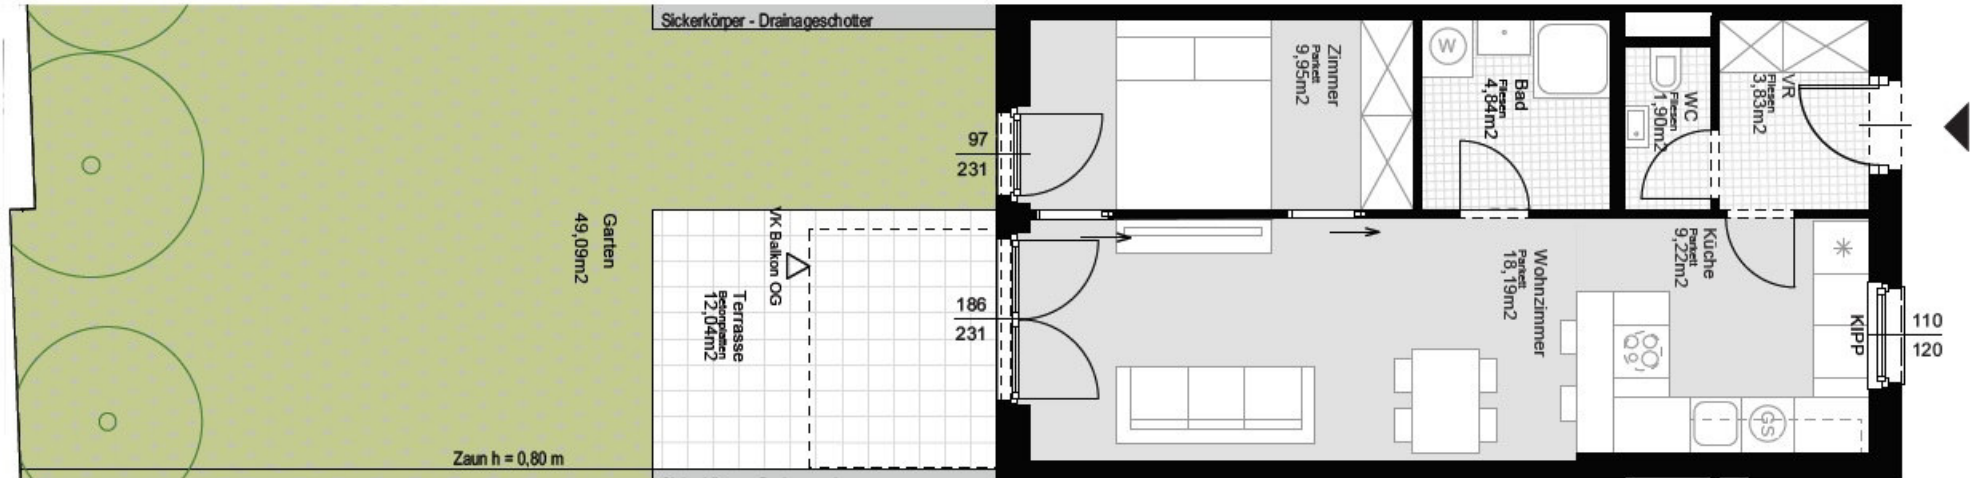 Sickerkörper - Drainageschotter
97
231
186
231
Garten
49,09m2
VK Balkon OG
Terrasse
Betonplatten
12,04m2
Zaun h = 0,80 m
Zimmer
Parkett
9,95m2
W
Bad
Fliesen
4,84m2
WC
Fliesen
1,90m2
VR
Fliesen
3,83m2
Wohnzimmer
Parkett
18,19m2
Küche
Parkett
9,22m2
GS
KIPP
110
120